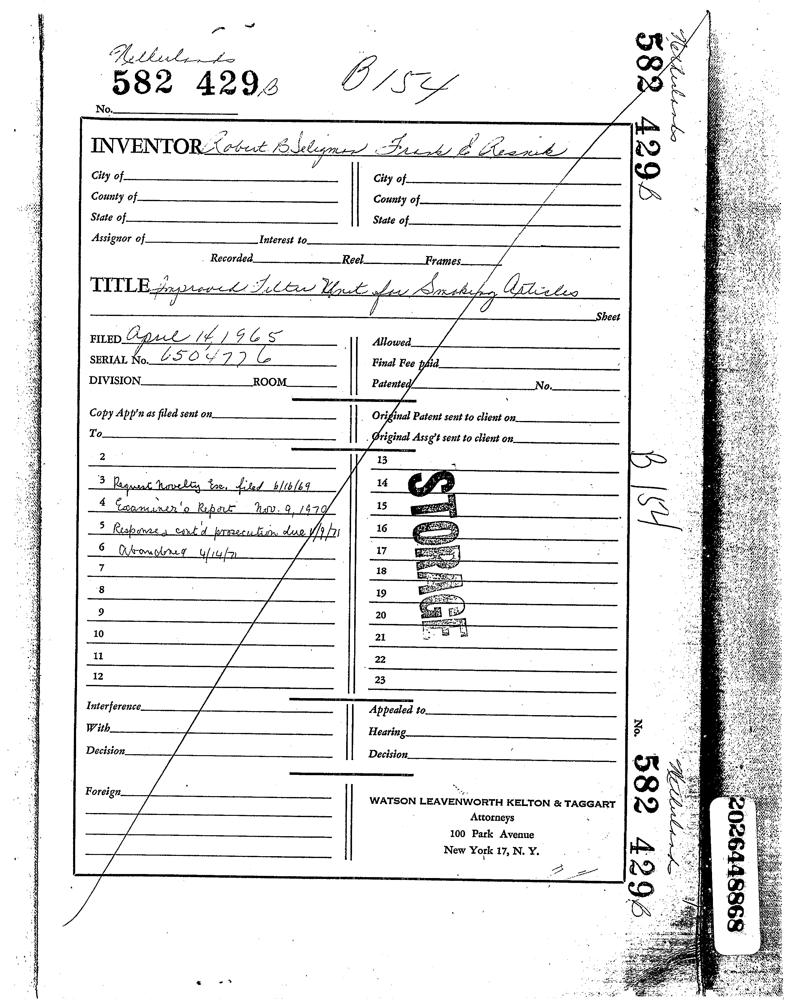 Netherlands
582 429B
B154
No.
INVENTOR Robert B Seligman Frank E Resnik
City of City of
County of County of
State of State of
Assignor of Interest to
Recorded Reel Frames
TITLE Improved Filter Unit for Smoking Articles
Sheet
FILED April 14, 1965 Allowed
SERIAL No. 6504776 Final Fee paid
DIVISION ROOM Patented No.
Copy App'n as filed sent on Original Patent sent to client on
To Original Assg't sent to client on
2 13
3 Request Novelty Exc. filed 6/16/69 14
4 Examiner's Report Nov. 9, 1970 15
5 Response & cont'd prosecution due 1/9/71 16
6 Abandoned 4/14/71 17
7 18
8 19
9 20
10 21
11 22
12 23
STORAGE
Interference Appealed to
With Hearing
Decision Decision
Foreign
WATSON LEAVENWORTH KELTON & TAGGART
Attorneys
100 Park Avenue
New York 17, N. Y.
Netherlands
582 429B
B154
No. 582 429B
Netherlands
2026448868